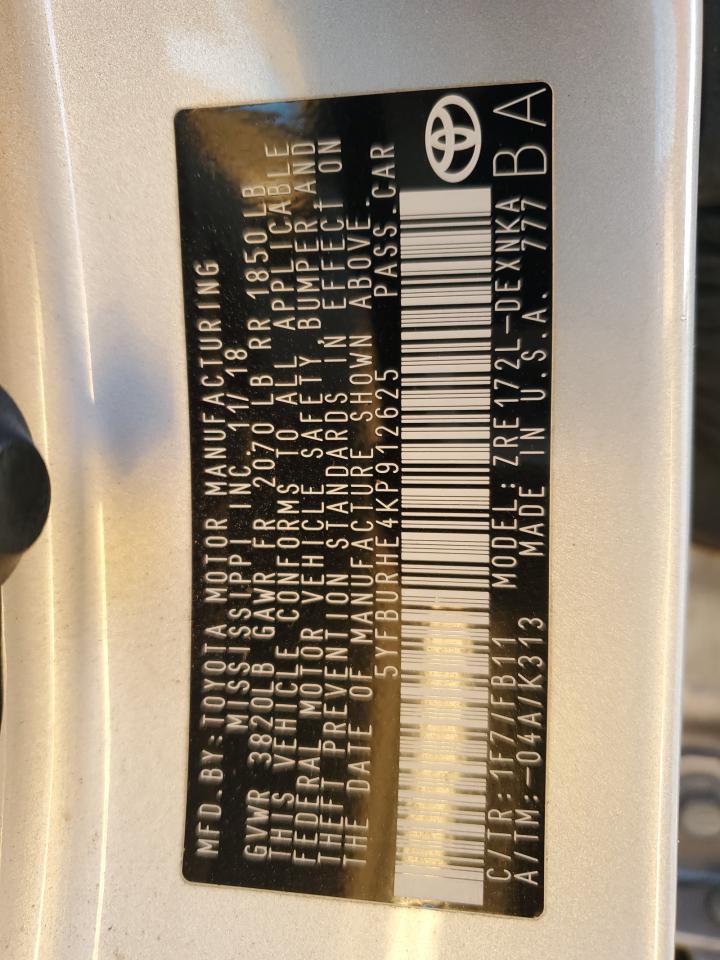 MFD.BY:TOYOTA MOTOR MANUFACTURING
MISSISSIPPI INC. 11/18
GVWR 3820LB GAWR FR 2070 LB RR 1850 LB
THIS VEHICLE CONFORMS TO ALL APPLICABLE
FEDERAL MOTOR VEHICLE SAFETY, BUMPER AND
THEFT PREVENTION STANDARDS IN EFFECT ON
THE DATE OF MANUFACTURE SHOWN ABOVE.
5YFBURHE4KP912625 PASS.CAR
C/TR:1F7/FB11 MODEL:ZRE172L-DEXNKA
A/TM:-04A/K313 MADE IN U.S.A. 777 BA